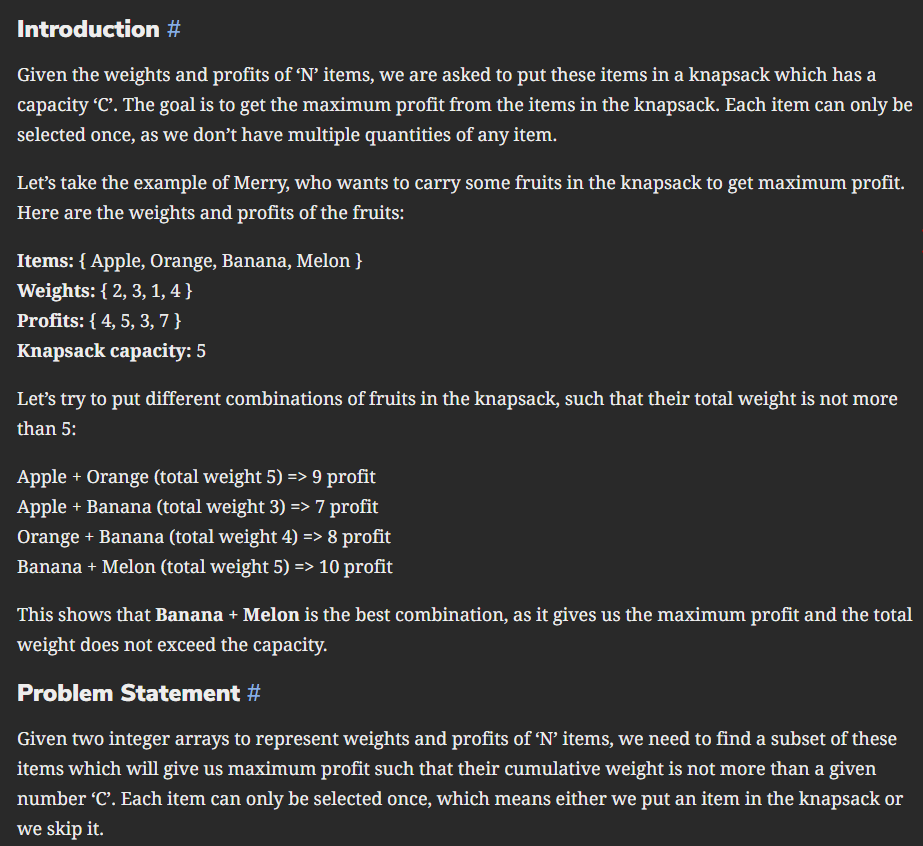 Introduction #
Given the weights and profits of ‘N’ items, we are asked to put these items in a knapsack which has a
capacity ‘C’. The goal is to get the maximum profit from the items in the knapsack. Each item can only be
selected once, as we don’t have multiple quantities of any item.
Let’s take the example of Merry, who wants to carry some fruits in the knapsack to get maximum profit.
Here are the weights and profits of the fruits:
Items: { Apple, Orange, Banana, Melon }
Weights: { 2, 3, 1, 4 }
Profits: { 4, 5, 3, 7 }
Knapsack capacity: 5
Let’s try to put different combinations of fruits in the knapsack, such that their total weight is not more
than 5:
Apple + Orange (total weight 5) => 9 profit
Apple + Banana (total weight 3) => 7 profit
Orange + Banana (total weight 4) => 8 profit
Banana + Melon (total weight 5) => 10 profit
This shows that Banana + Melon is the best combination, as it gives us the maximum profit and the total
weight does not exceed the capacity.
Problem Statement #
Given two integer arrays to represent weights and profits of ‘N’ items, we need to find a subset of these
items which will give us maximum profit such that their cumulative weight is not more than a given
number ‘C’. Each item can only be selected once, which means either we put an item in the knapsack or
we skip it.